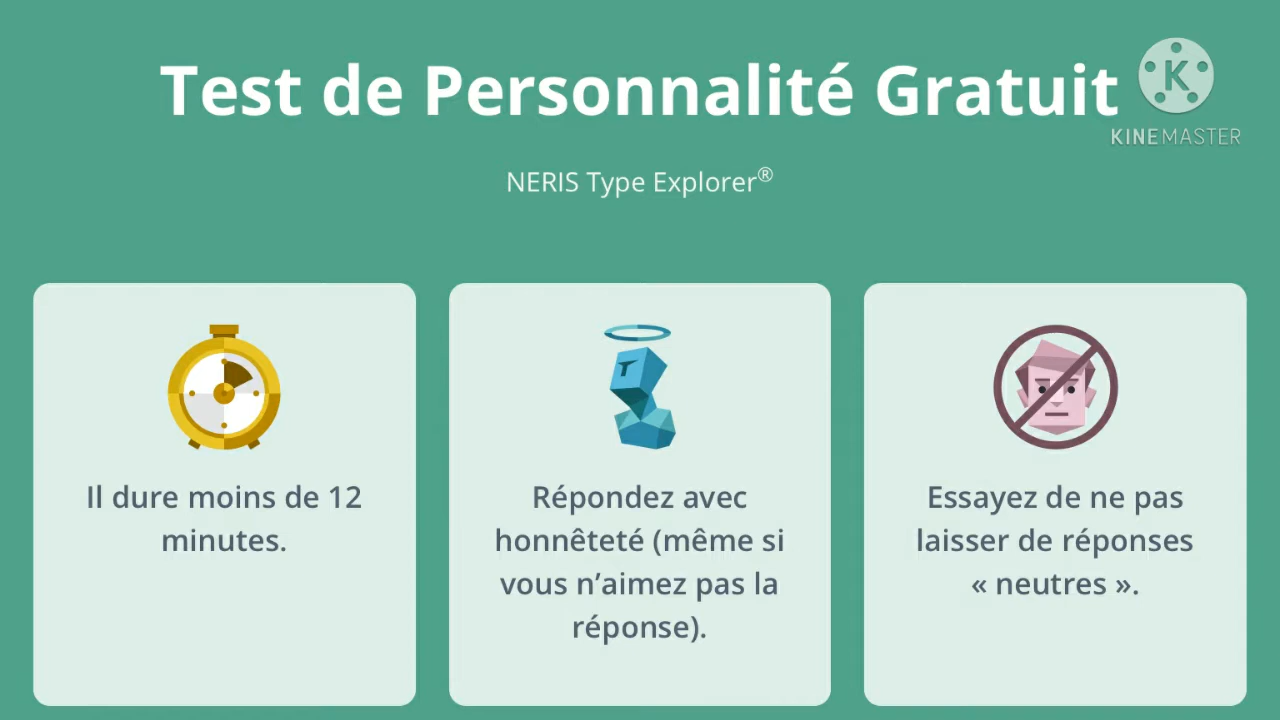 Test de Personnalité Gratuit
K
KINEMASTER
NERIS Type Explorer®
Il dure moins de 12
minutes.
Répondez avec
honnêteté (même si
vous n’aimez pas la
réponse).
Essayez de ne pas
laisser de réponses
« neutres ».